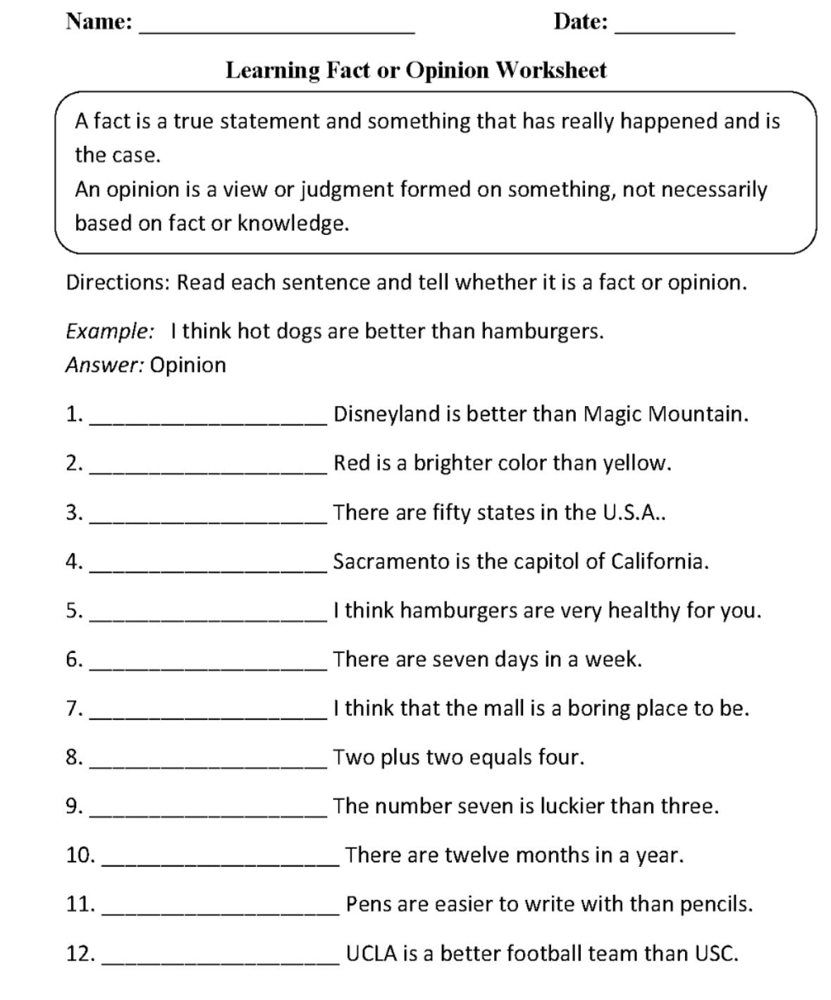 Name: _______________________ Date: __________
Learning Fact or Opinion Worksheet
A fact is a true statement and something that has really happened and is
the case.
An opinion is a view or judgment formed on something, not necessarily
based on fact or knowledge.
Directions: Read each sentence and tell whether it is a fact or opinion.
Example: I think hot dogs are better than hamburgers.
Answer: Opinion
1. ____________________ Disneyland is better than Magic Mountain.
2. ____________________ Red is a brighter color than yellow.
3. ____________________ There are fifty states in the U.S.A..
4. ____________________ Sacramento is the capitol of California.
5. ____________________ I think hamburgers are very healthy for you.
6. ____________________ There are seven days in a week.
7. ____________________ I think that the mall is a boring place to be.
8. ____________________ Two plus two equals four.
9. ____________________ The number seven is luckier than three.
10. ____________________ There are twelve months in a year.
11. ____________________ Pens are easier to write with than pencils.
12. ____________________ UCLA is a better football team than USC.